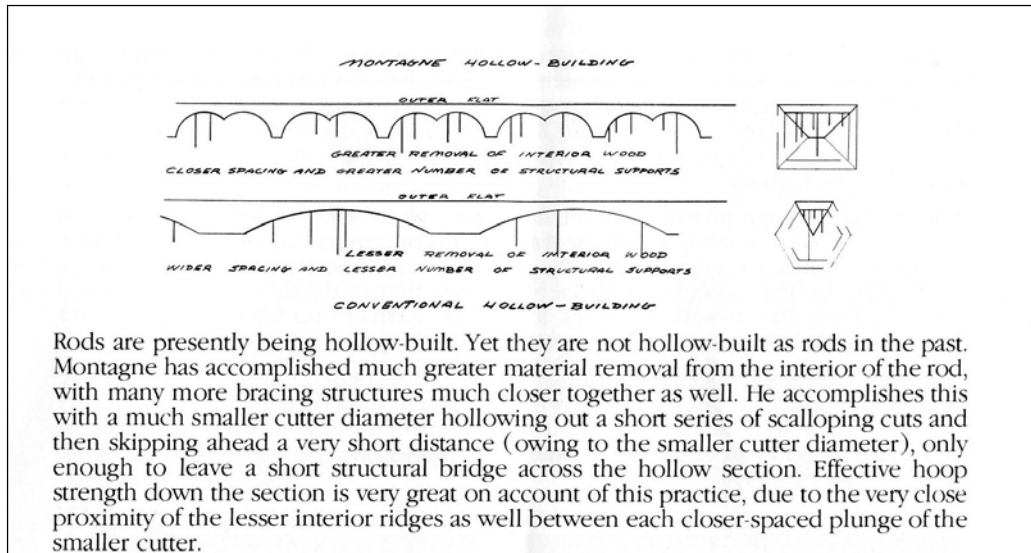 MONTAGNE HOLLOW-BUILDING
OUTER FLAT
GREATER REMOVAL OF INTERIOR WOOD
CLOSER SPACING AND GREATER NUMBER OF STRUCTURAL SUPPORTS
OUTER FLAT
LESSER REMOVAL OF INTERIOR WOOD
WIDER SPACING AND LESSER NUMBER OF STRUCTURAL SUPPORTS
CONVENTIONAL HOLLOW-BUILDING
Rods are presently being hollow-built. Yet they are not hollow-built as rods in the past.
Montagne has accomplished much greater material removal from the interior of the rod,
with many more bracing structures much closer together as well. He accomplishes this
with a much smaller cutter diameter hollowing out a short series of scalloping cuts and
then skipping ahead a very short distance (owing to the smaller cutter diameter), only
enough to leave a short structural bridge across the hollow section. Effective hoop
strength down the section is very great on account of this practice, due to the very close
proximity of the lesser interior ridges as well between each closer-spaced plunge of the
smaller cutter.